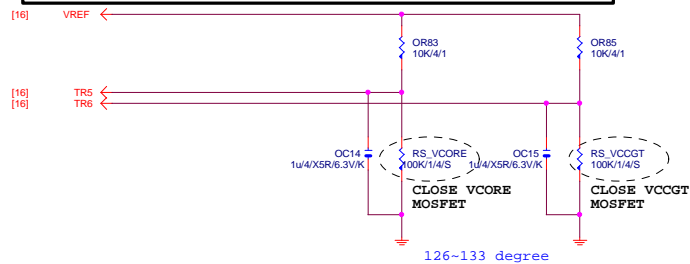 [16] VREF
OR83
10K/4/1
OR85
10K/4/1
[16] TR5
[16] TR6
OC14
1u/4/X5R/6.3V/K
RS_VCORE
100K/1/4/S
OC15
1u/4/X5R/6.3V/K
RS_VCCGT
100K/1/4/S
CLOSE VCORE
MOSFET
CLOSE VCCGT
MOSFET
126~133 degree